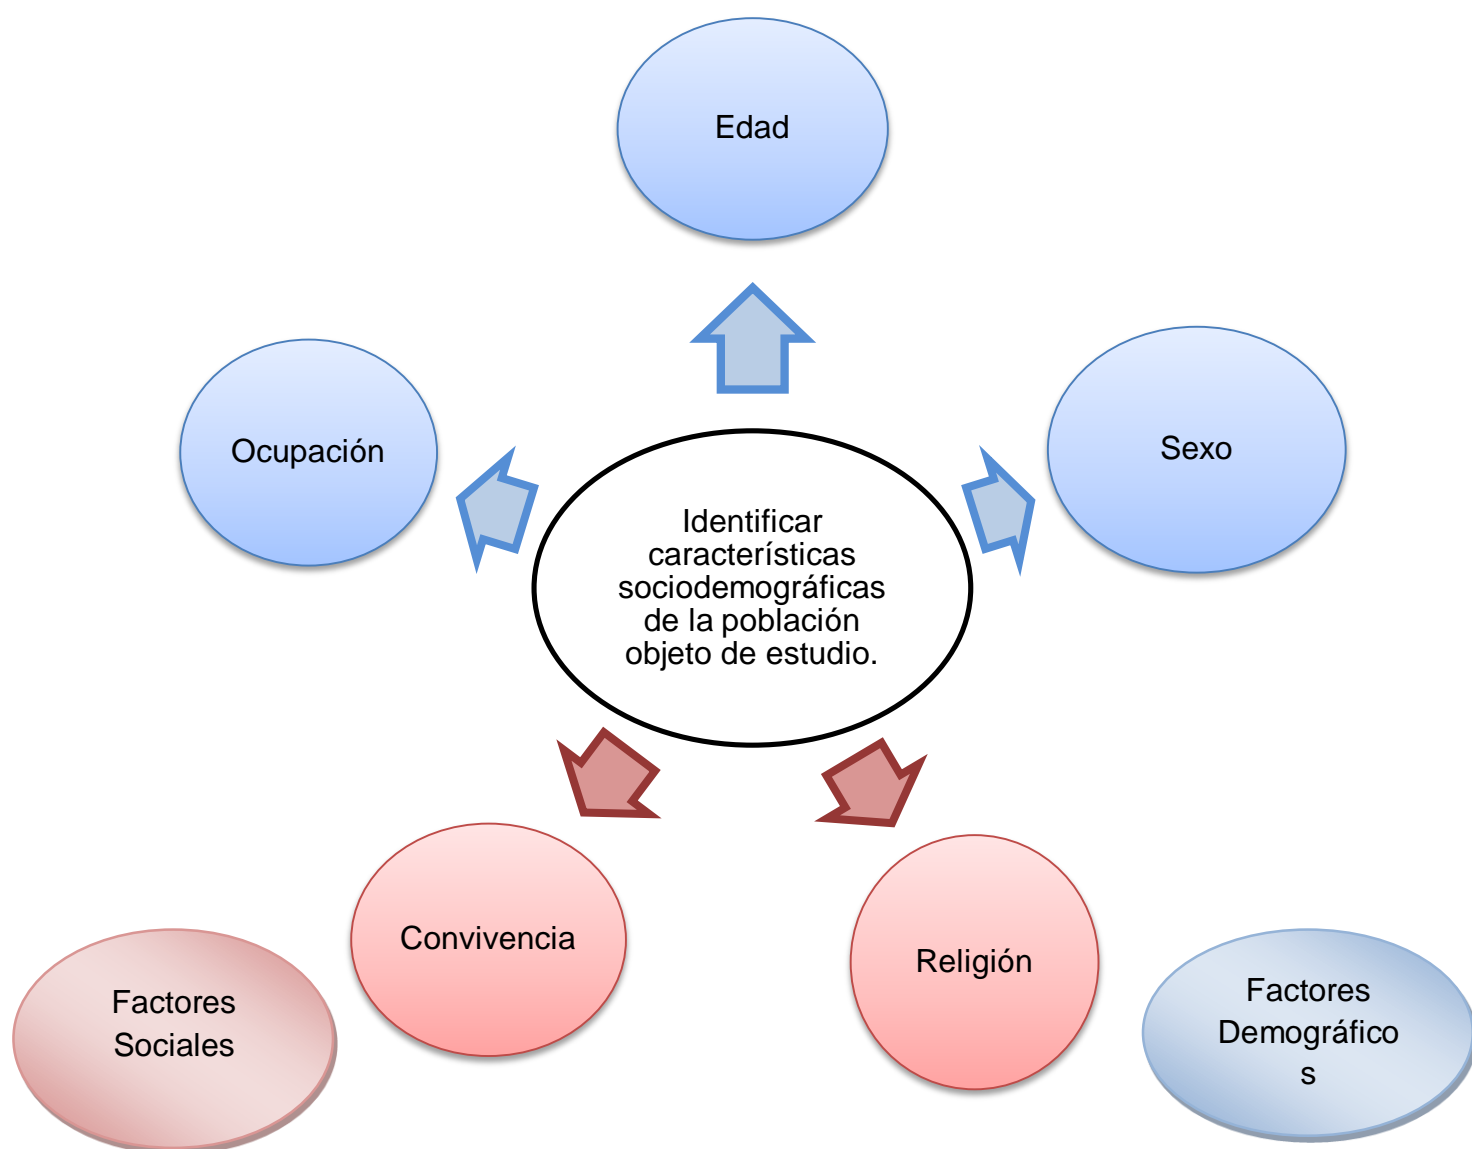 Edad
Ocupación
Sexo
Identificar
características
sociodemográficas
de la población
objeto de estudio.
Convivencia
Religión
Factores
Sociales
Factores
Demográfico
s